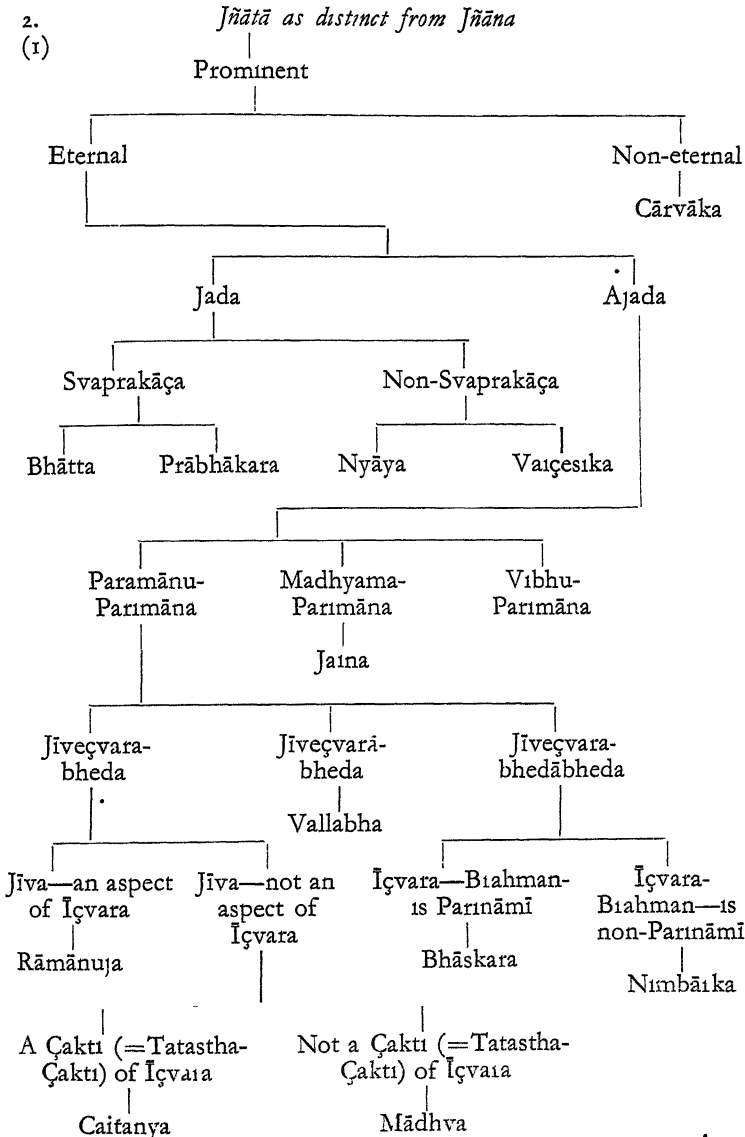 2.
(1)
Jñātā as distinct from Jñāna
Prominent
Eternal Non-eternal
Cārvāka
Jada Ajada
Svaprakāça Non-Svaprakāça
Bhātta Prābhākara Nyāya Vaiçesika
Paramānu- Madhyama- Vibhu-
Parimāna Parimāna Parimāna
Jaina
Jīveçvara- Jīveçvarā- Jīveçvara-
bheda bheda bhedābheda
Vallabha
Jīva—an aspect Jīva—not an Īçvara—Brahman- Īçvara-
of Īçvara aspect of is Parināmī Brahman—is
Īçvara non-Parināmī
Rāmānuja Bhāskara
Nimbārka
A Çakti (=Tatastha- Not a Çakti (=Tatastha-
Çakti) of Īçvara Çakti) of Īçvara
Caitanya Mādhva